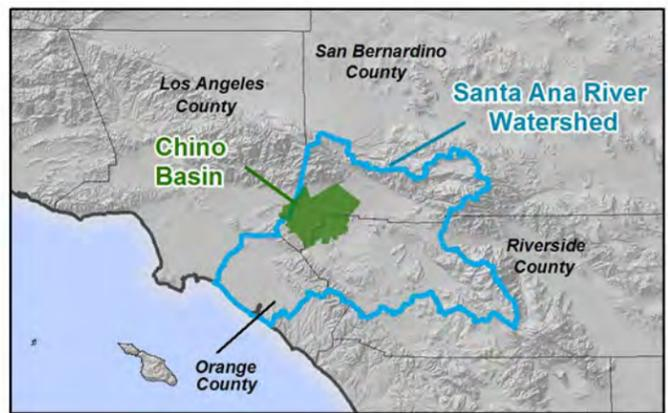 San Bernardino
County
Los Angeles
County
Santa Ana River
Watershed
Chino
Basin
Riverside
County
Orange
County